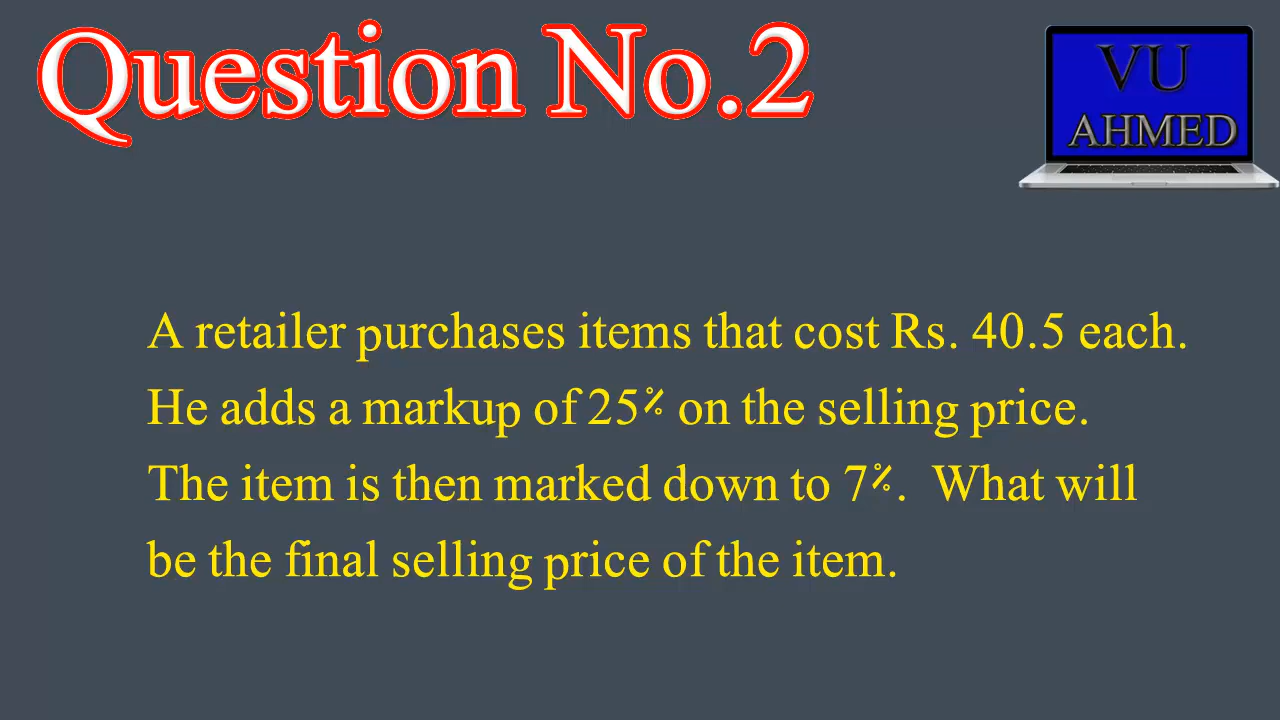 Question No.2
VU
AHMED
A retailer purchases items that cost Rs. 40.5 each.
He adds a markup of 25% on the selling price.
The item is then marked down to 7%. What will
be the final selling price of the item.